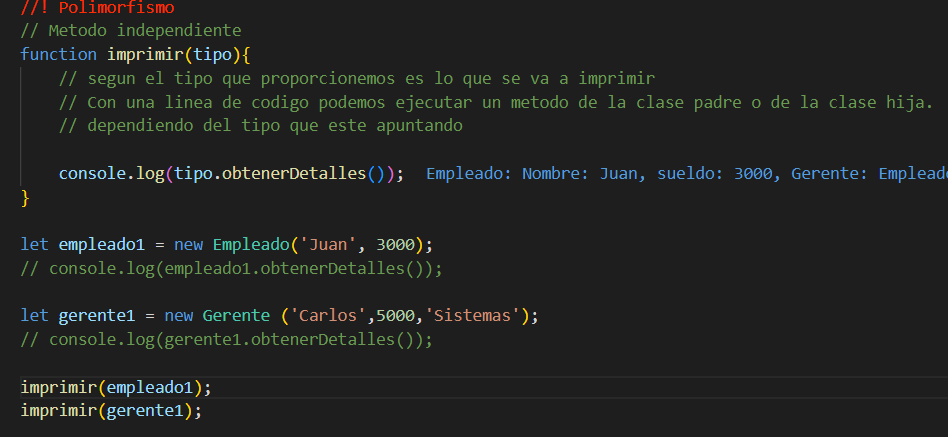 //! Polimorfismo
// Metodo independiente
function imprimir(tipo){
// segun el tipo que proporcionemos es lo que se va a imprimir
// Con una linea de codigo podemos ejecutar un metodo de la clase padre o de la clase hija.
// dependiendo del tipo que este apuntando
console.log(tipo.obtenerDetalles()); Empleado: Nombre: Juan, sueldo: 3000, Gerente: Emplead
}
let empleado1 = new Empleado('Juan', 3000);
// console.log(empleado1.obtenerDetalles());
let gerente1 = new Gerente ('Carlos',5000,'Sistemas');
// console.log(gerente1.obtenerDetalles());
imprimir(empleado1);
imprimir(gerente1);